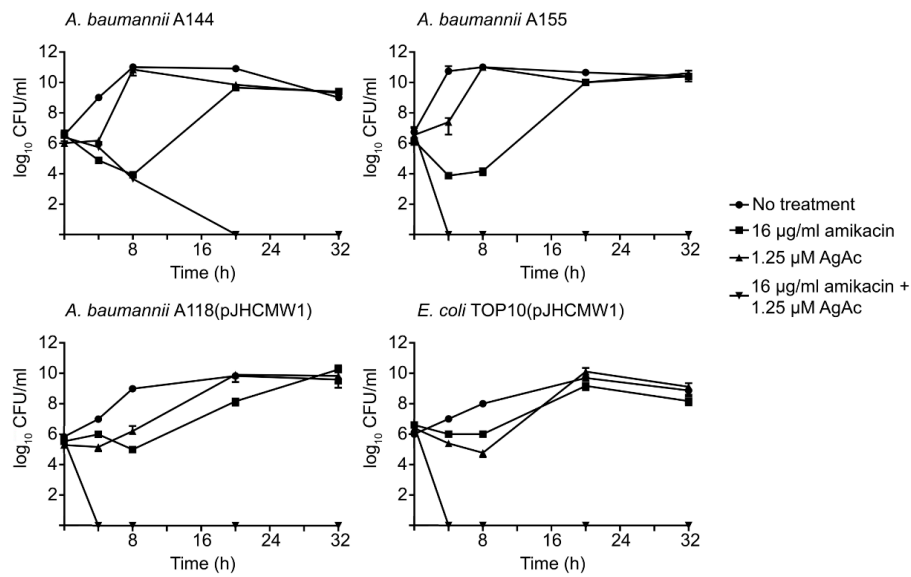 A. baumannii A144
A. baumannii A155
log10 CFU/ml
12
10
8
6
4
2
8
16
24
32
Time (h)
log10 CFU/ml
12
10
8
6
4
2
8
16
24
32
Time (h)
No treatment
16 µg/ml amikacin
1.25 µM AgAc
16 µg/ml amikacin +
1.25 µM AgAc
A. baumannii A118(pJHCMW1)
E. coli TOP10(pJHCMW1)
log10 CFU/ml
12
10
8
6
4
2
8
16
24
32
Time (h)
log10 CFU/ml
12
10
8
6
4
2
8
16
24
32
Time (h)